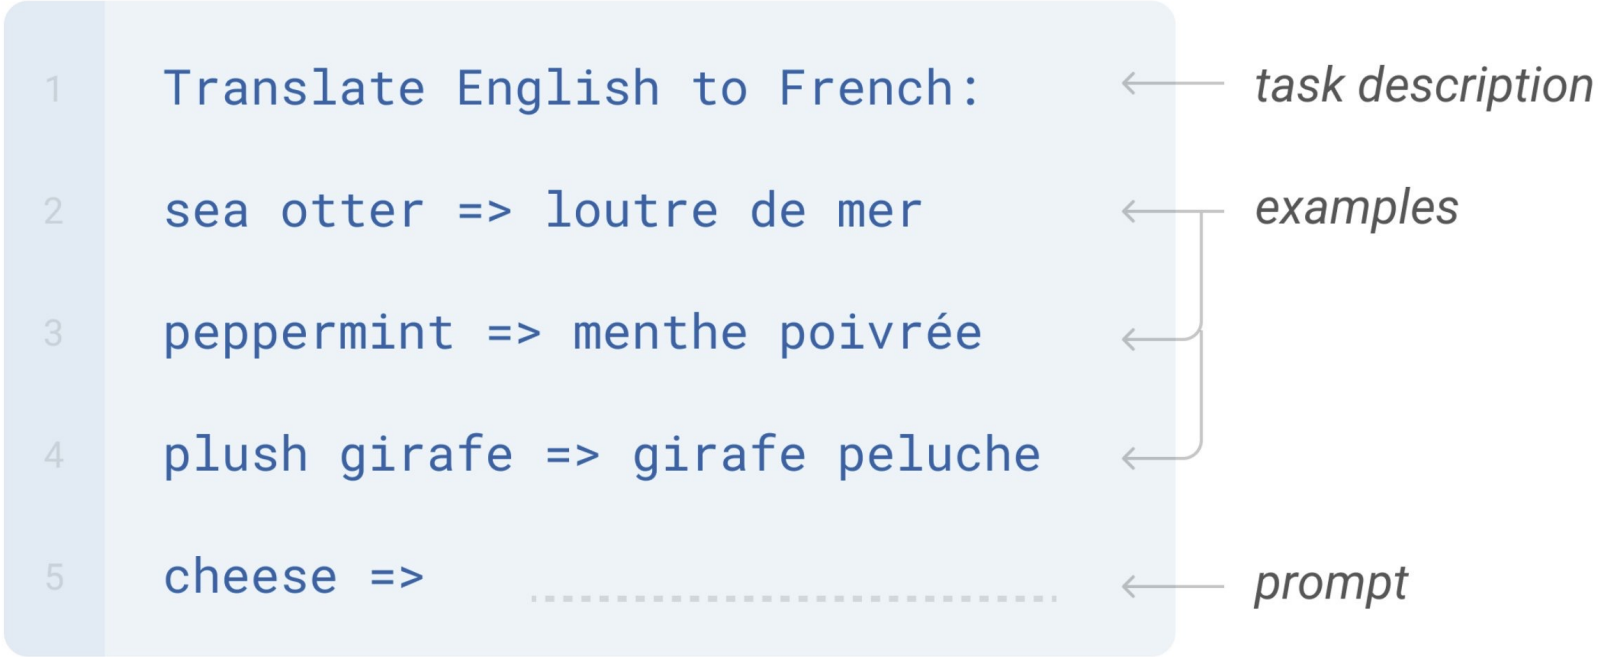 1 Translate English to French: task description
2 sea otter => loutre de mer examples
3 peppermint => menthe poivrée
4 plush girafe => girafe peluche
5 cheese => prompt